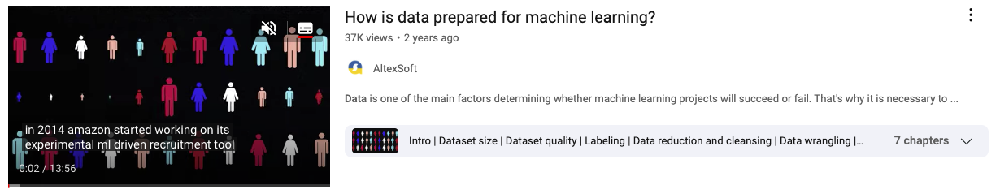 in 2014 amazon started working on its
experimental ml driven recruitment tool
0:02 / 13:56
How is data prepared for machine learning?
37K views • 2 years ago
AltexSoft
Data is one of the main factors determining whether machine learning projects will succeed or fail. That's why it is necessary to ...
Intro | Dataset size | Dataset quality | Labeling | Data reduction and cleansing | Data wrangling |... 7 chapters